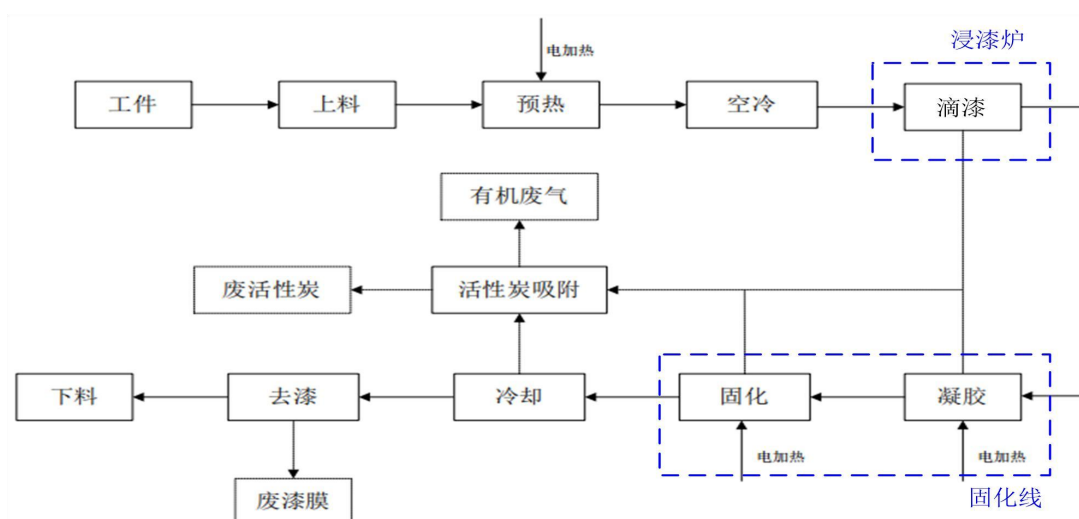 电加热
浸漆炉
工件
上料
预热
空冷
滴漆
有机废气
废活性炭
活性炭吸附
下料
去漆
冷却
固化
凝胶
电加热
电加热
废漆膜
固化线